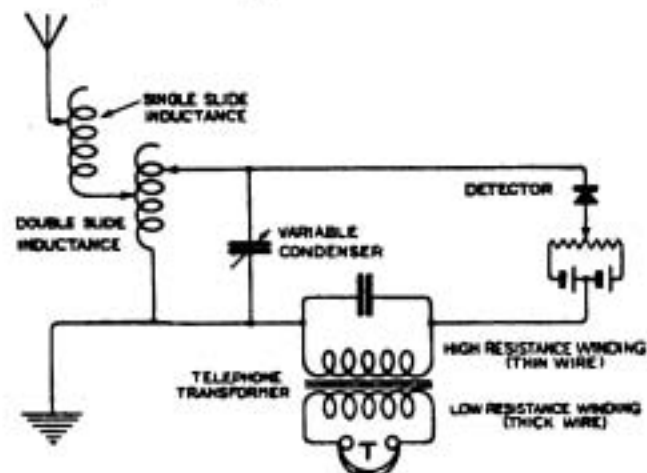 SINGLE SLIDE
INDUCTANCE
DOUBLE SLIDE
INDUCTANCE
VARIABLE
CONDENSER
DETECTOR
TELEPHONE
TRANSFORMER
HIGH RESISTANCE WINDING
(THIN WIRE)
LOW RESISTANCE WINDING
(THICK WIRE)
T